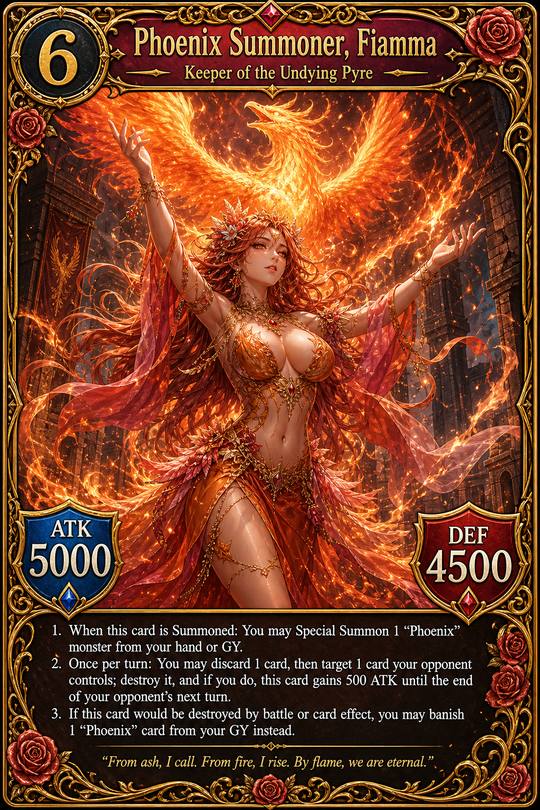 6
Phoenix Summoner, Fiamma
Keeper of the Undying Pyre
ATK
5000
DEF
4500
1. When this card is Summoned: You may Special Summon 1 “Phoenix”
monster from your hand or GY.
2. Once per turn: You may discard 1 card, then target 1 card your opponent
controls; destroy it, and if you do, this card gains 500 ATK until the end
of your opponent’s next turn.
3. If this card would be destroyed by battle or card effect, you may banish
1 “Phoenix” card from your GY instead.
“From ash, I call. From fire, I rise. By flame, we are eternal.”